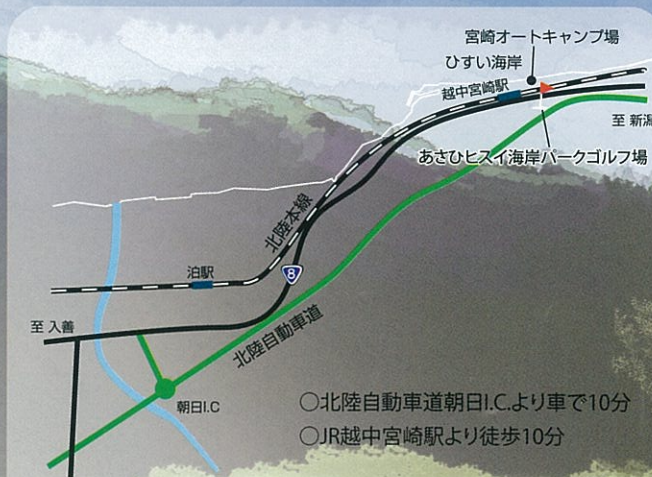 宮崎オートキャンプ場
ひすい海岸
越中宮崎駅
至 新潟
あさひヒスイ海岸パークゴルフ場
北陸本線
泊駅
8
至 入善
北陸自動車道
朝日I.C
○北陸自動車道朝日I.C.より車で10分
○JR越中宮崎駅より徒歩10分